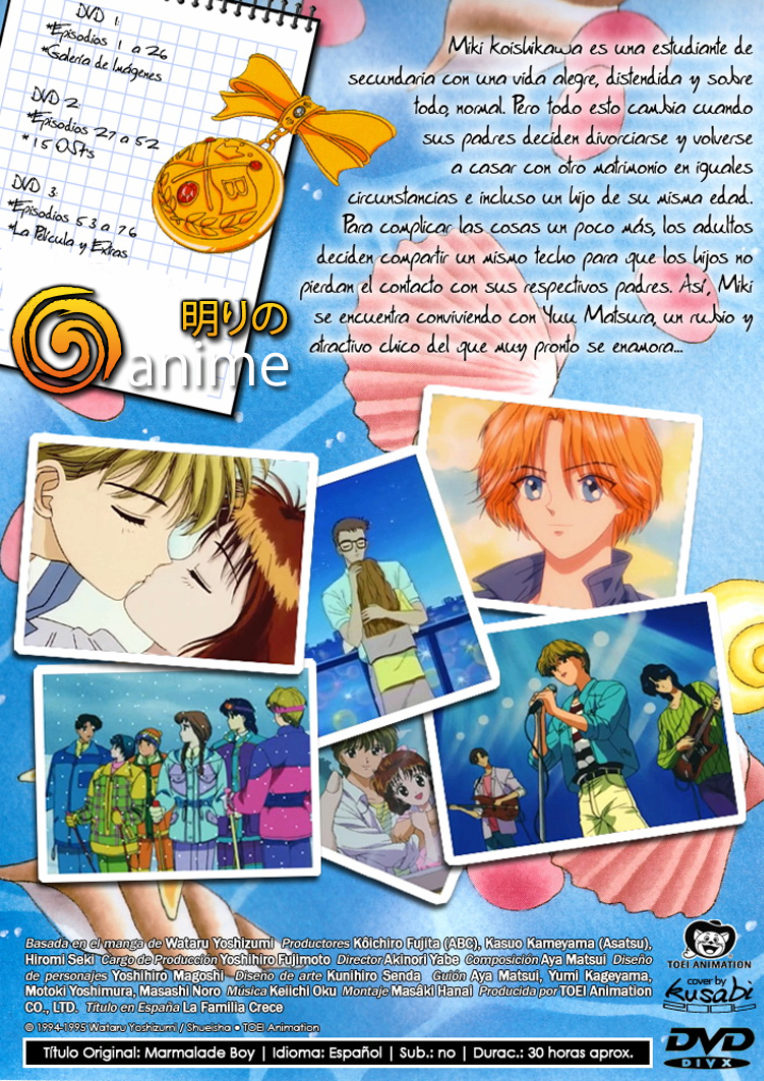 DVD 1:
*Episodios 1 a 26
*Galería de Imágenes
DVD 2:
*Episodios 27 a 52
*15 OSTs
DVD 3:
*Episodios 53 a 76
*La Película y Extras
明りの
anime
Miki Koishikawa es una estudiante de
secundaria con una vida alegre, distendida y sobre
todo, normal. Pero todo esto cambia cuando
sus padres deciden divorciarse y volverse
a casar con otro matrimonio en iguales
circunstancias e incluso un hijo de su misma edad.
Para complicar las cosas un poco más, los adultos
deciden compartir un mismo techo para que los hijos no
pierdan el contacto con sus respectivos padres. Así, Miki
se encuentra conviviendo con Yuu Matsura, un rubio y
atractivo chico del que muy pronto se enamora...
Basada en el manga de Wataru Yoshizumi Productores Kôichiro Fujita (ABC), Kasuo Kameyama (Asatsu),
Hiromi Seki Cargo de Producción Yoshihiro Fujimoto Director Akinori Yabe Composición Aya Matsui Diseño
de personajes Yoshihiro Magoshi Diseño de arte Kunihiro Senda Guión Aya Matsui, Yumi Kageyama,
Motoki Yoshimura, Masashi Noro Música Keiichi Oku Montaje Masâki Hanai Producida por TOEI Animation
CO., LTD. Título en España La Familia Crece
© 1994-1995 Wataru Yoshizumi / Shueisha • TOEI Animation
Título Original: Marmalade Boy | Idioma: Español | Sub.: no | Durac.: 30 horas aprox.
TOEI ANIMATION
cover by
kusabi
DVD
DIVX